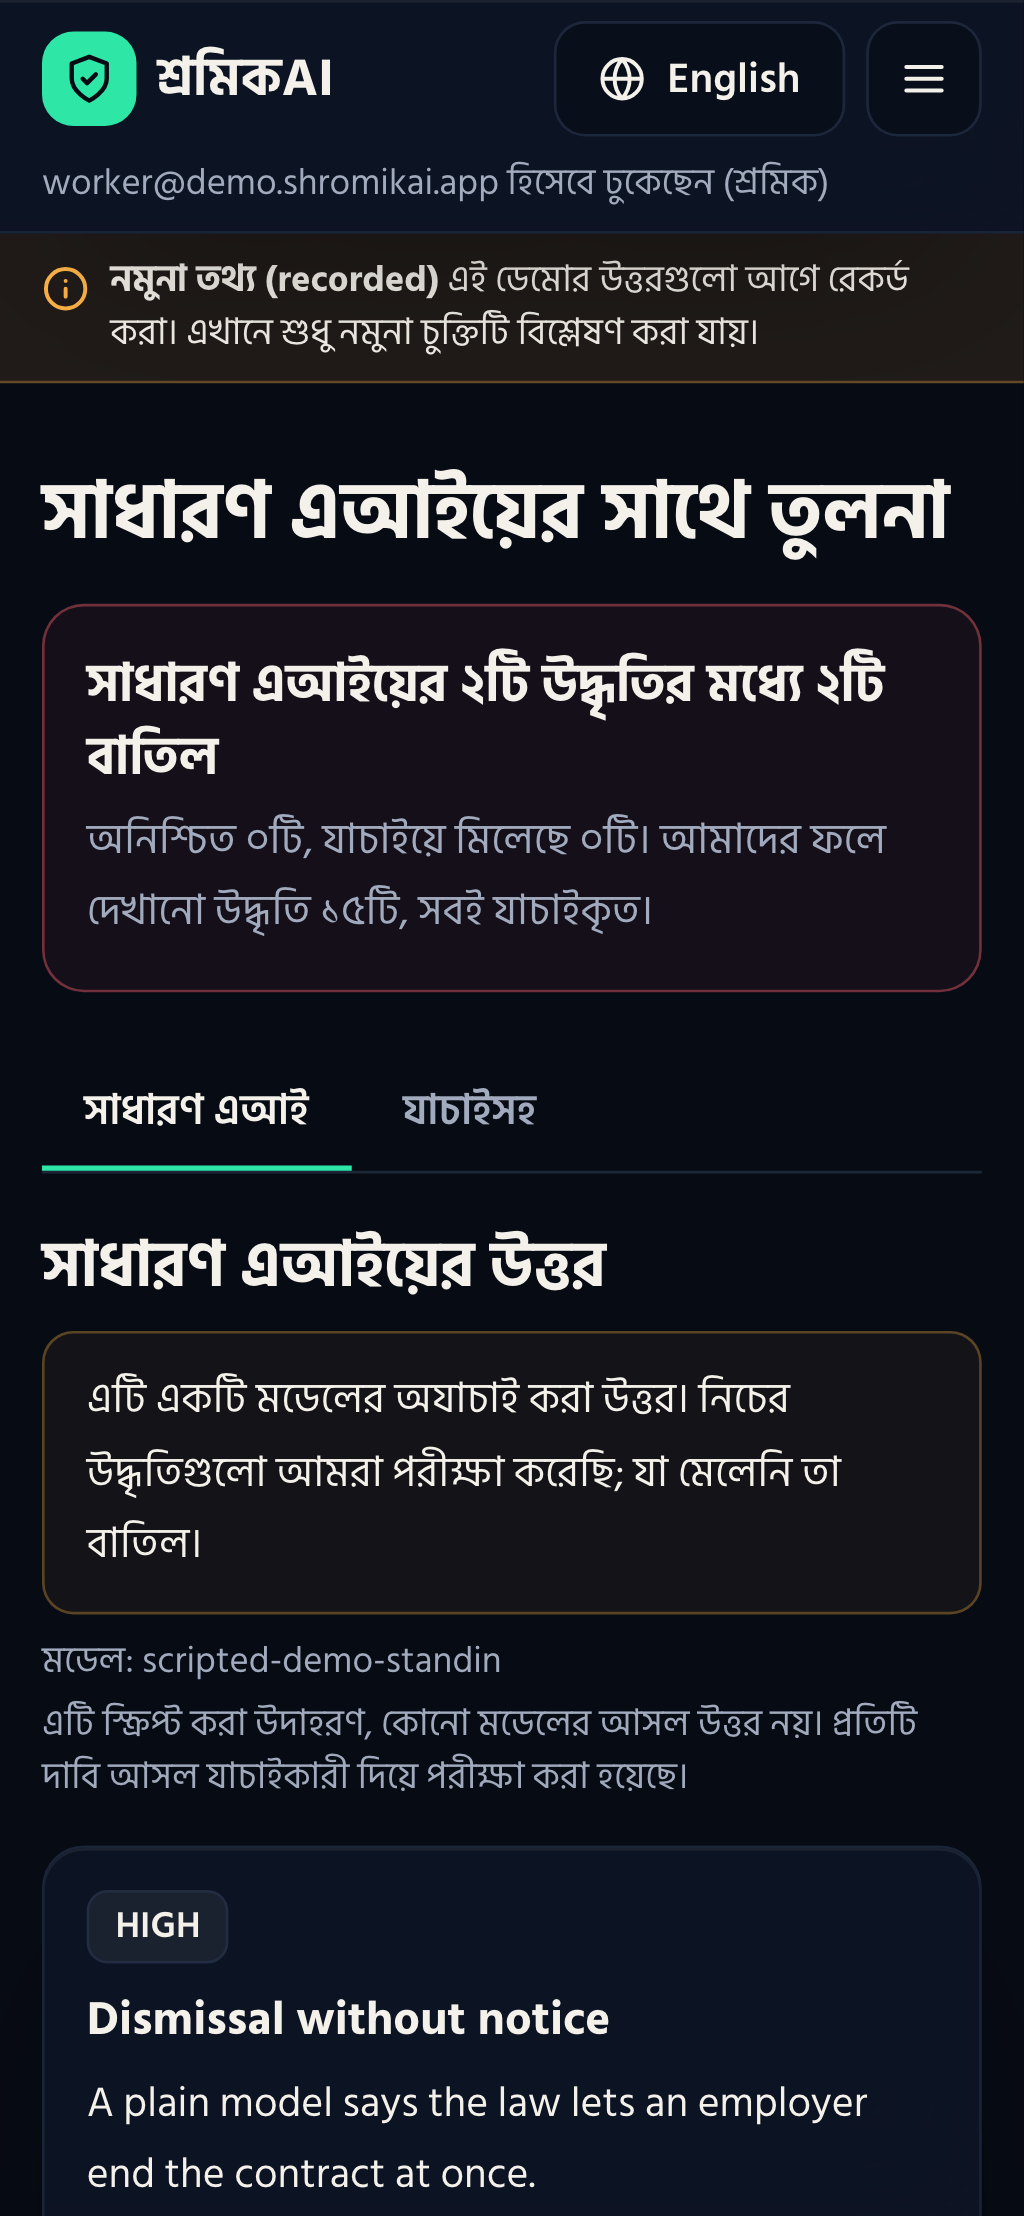 শ্রমিকAI
English
worker@demo.shromikai.app হিসেবে ঢুকেছেন (শ্রমিক)
নমুনা তথ্য (recorded) এই ডেমোর উত্তরগুলো আগে রেকর্ড
করা। এখানে শুধু নমুনা চুক্তিটি বিশ্লেষণ করা যায়।
সাধারণ এআইয়ের সাথে তুলনা
সাধারণ এআইয়ের ২টি উদ্ধৃতির মধ্যে ২টি
বাতিল
অনিশ্চিত ০টি, যাচাইয়ে মিলেছে ০টি। আমাদের ফলে
দেখানো উদ্ধৃতি ১৫টি, সবই যাচাইকৃত।
সাধারণ এআই
যাচাইসহ
সাধারণ এআইয়ের উত্তর
এটি একটি মডেলের অযাচাই করা উত্তর। নিচের
উদ্ধৃতিগুলো আমরা পরীক্ষা করেছি; যা মেলেনি তা
বাতিল।
মডেল: scripted-demo-standin
এটি স্ক্রিপ্ট করা উদাহরণ, কোনো মডেলের আসল উত্তর নয়। প্রতিটি
দাবি আসল যাচাইকারী দিয়ে পরীক্ষা করা হয়েছে।
HIGH
Dismissal without notice
A plain model says the law lets an employer
end the contract at once.